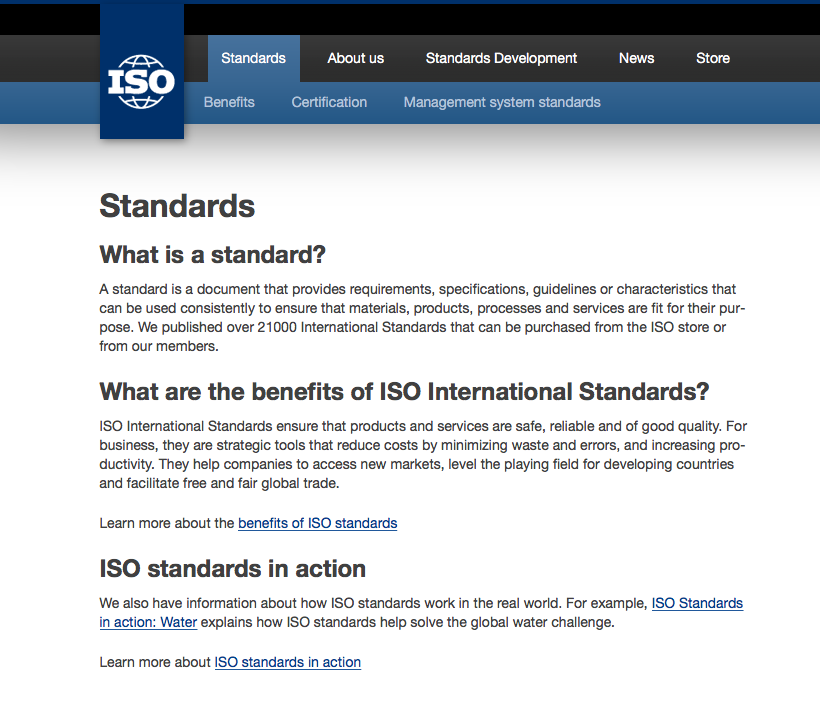 ISO
Standards About us Standards Development News Store
Benefits Certification Management system standards
Standards
What is a standard?
A standard is a document that provides requirements, specifications, guidelines or characteristics that
can be used consistently to ensure that materials, products, processes and services are fit for their pur-
pose. We published over 21000 International Standards that can be purchased from the ISO store or
from our members.
What are the benefits of ISO International Standards?
ISO International Standards ensure that products and services are safe, reliable and of good quality. For
business, they are strategic tools that reduce costs by minimizing waste and errors, and increasing pro-
ductivity. They help companies to access new markets, level the playing field for developing countries
and facilitate free and fair global trade.
Learn more about the benefits of ISO standards
ISO standards in action
We also have information about how ISO standards work in the real world. For example, ISO Standards
in action: Water explains how ISO standards help solve the global water challenge.
Learn more about ISO standards in action